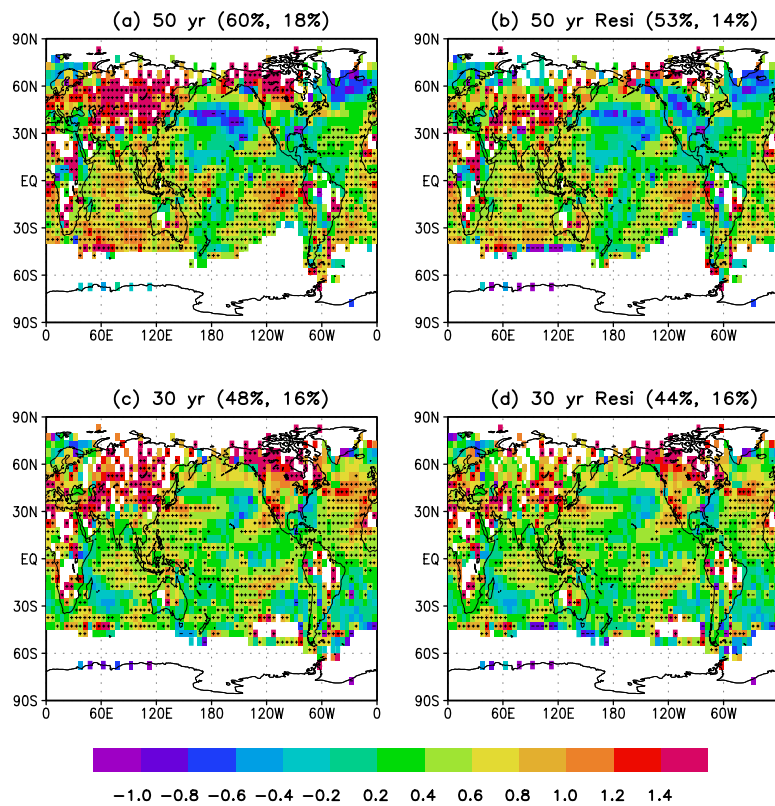 (a) 50 yr (60%, 18%)
(b) 50 yr Resi (53%, 14%)
90N 90N
60N 60N
30N 30N
EQ EQ
30S 30S
60S 60S
90S 90S
0 60E 120E 180 120W 60W 0
0 60E 120E 180 120W 60W 0
(c) 30 yr (48%, 16%)
(d) 30 yr Resi (44%, 16%)
90N 90N
60N 60N
30N 30N
EQ EQ
30S 30S
60S 60S
90S 90S
0 60E 120E 180 120W 60W 0
0 60E 120E 180 120W 60W 0
−1.0 −0.8 −0.6 −0.4 −0.2 0.2 0.4 0.6 0.8 1.0 1.2 1.4